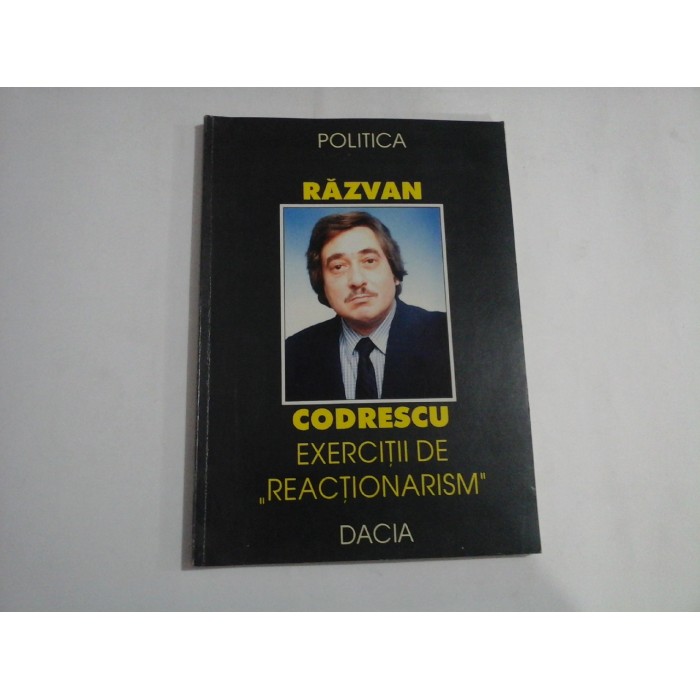 POLITICA
RĂZVAN
CODRESCU
EXERCIȚII DE
„REACȚIONARISM"
DACIA